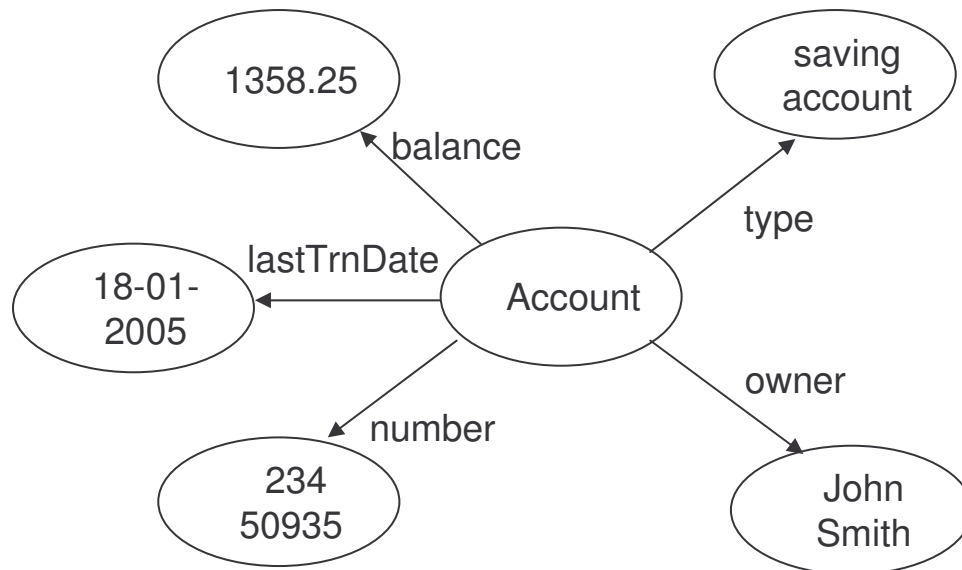 1358.25
saving
account
balance
type
lastTrnDate
18-01-
2005
Account
owner
number
234
50935
John
Smith